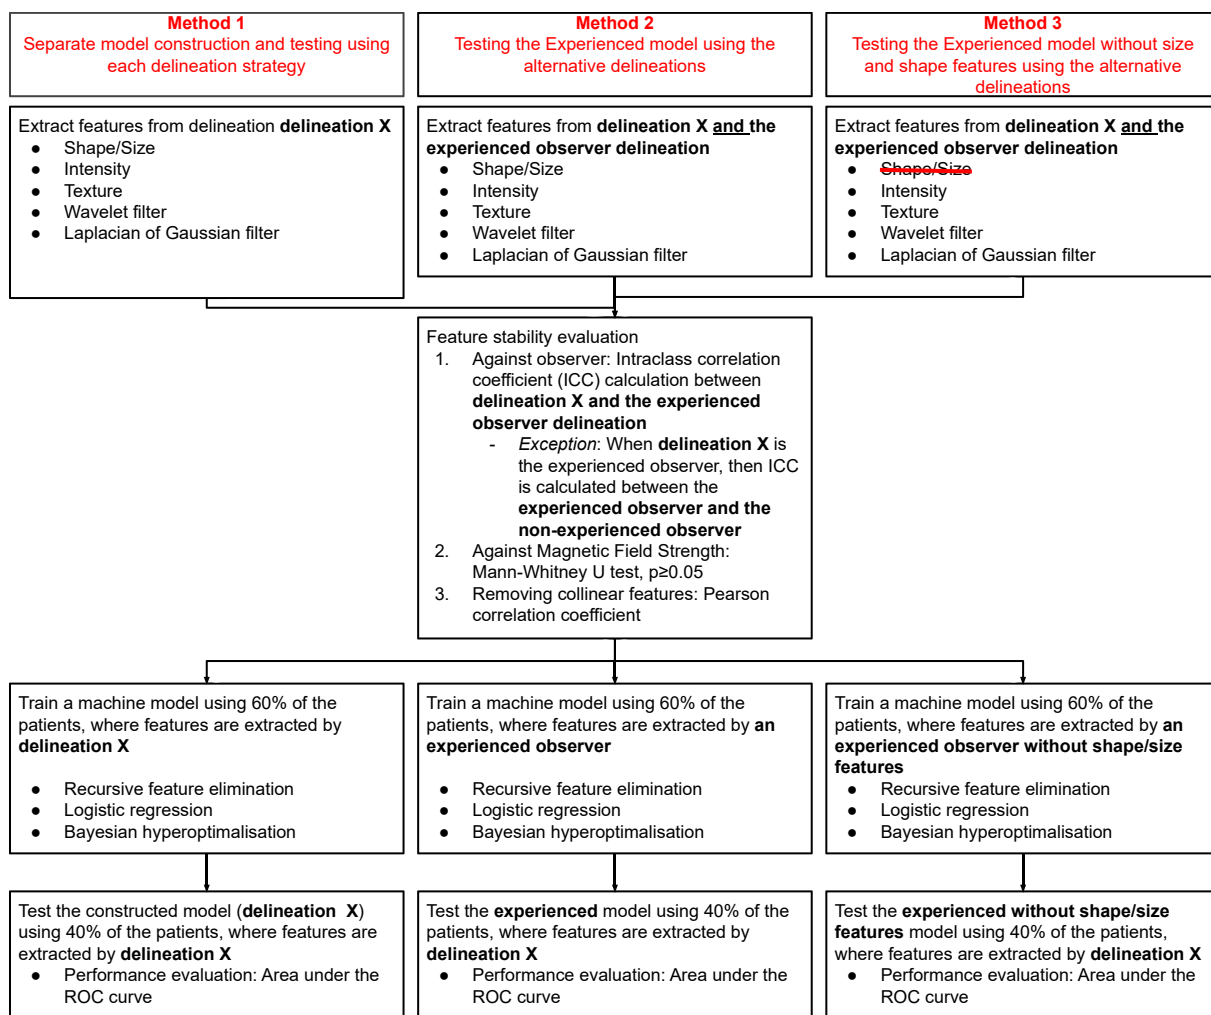 Method 1
Separate model construction and testing using
each delineation strategy
Method 2
Testing the Experienced model using the
alternative delineations
Method 3
Testing the Experienced model without size
and shape features using the alternative
delineations
Extract features from delineation delineation X
● Shape/Size
● Intensity
● Texture
● Wavelet filter
● Laplacian of Gaussian filter
Extract features from delineation X and the
experienced observer delineation
● Shape/Size
● Intensity
● Texture
● Wavelet filter
● Laplacian of Gaussian filter
Extract features from delineation X and the
experienced observer delineation
● Shape/Size
● Intensity
● Texture
● Wavelet filter
● Laplacian of Gaussian filter
Feature stability evaluation
1. Against observer: Intraclass correlation
coefficient (ICC) calculation between
delineation X and the experienced
observer delineation
- Exception: When delineation X is
the experienced observer, then ICC
is calculated between the
experienced observer and the
non-experienced observer
2. Against Magnetic Field Strength:
Mann-Whitney U test, p≥0.05
3. Removing collinear features: Pearson
correlation coefficient
Train a machine model using 60% of the
patients, where features are extracted by
delineation X
● Recursive feature elimination
● Logistic regression
● Bayesian hyperoptimalisation
Train a machine model using 60% of the
patients, where features are extracted by an
experienced observer
● Recursive feature elimination
● Logistic regression
● Bayesian hyperoptimalisation
Train a machine model using 60% of the
patients, where features are extracted by an
experienced observer without shape/size
features
● Recursive feature elimination
● Logistic regression
● Bayesian hyperoptimalisation
Test the constructed model (delineation X)
using 40% of the patients, where features are
extracted by delineation X
● Performance evaluation: Area under the
ROC curve
Test the experienced model using 40% of the
patients, where features are extracted by
delineation X
● Performance evaluation: Area under the
ROC curve
Test the experienced without shape/size
features model using 40% of the patients,
where features are extracted by delineation X
● Performance evaluation: Area under the
ROC curve